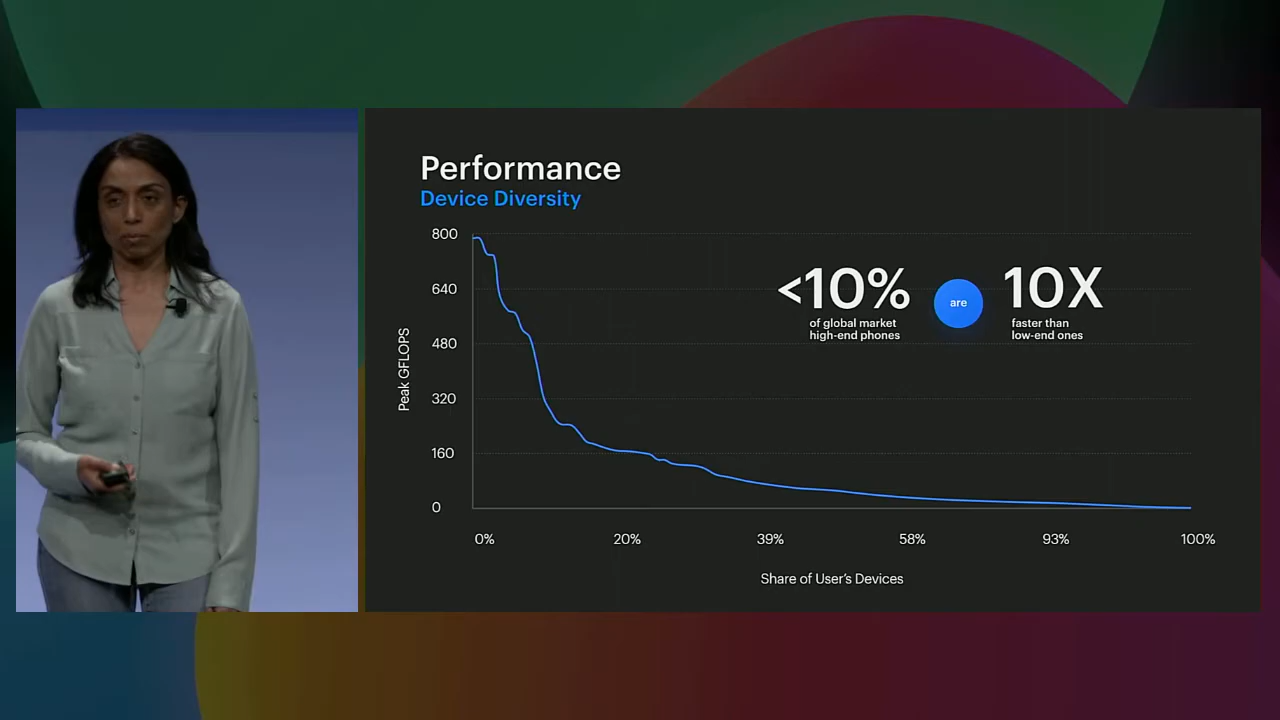 Performance
Device Diversity
800
640
480
320
160
0
Peak GFLOPS
<10%
of global market
high-end phones
are
10X
faster than
low-end ones
0%
20%
39%
58%
93%
100%
Share of User's Devices